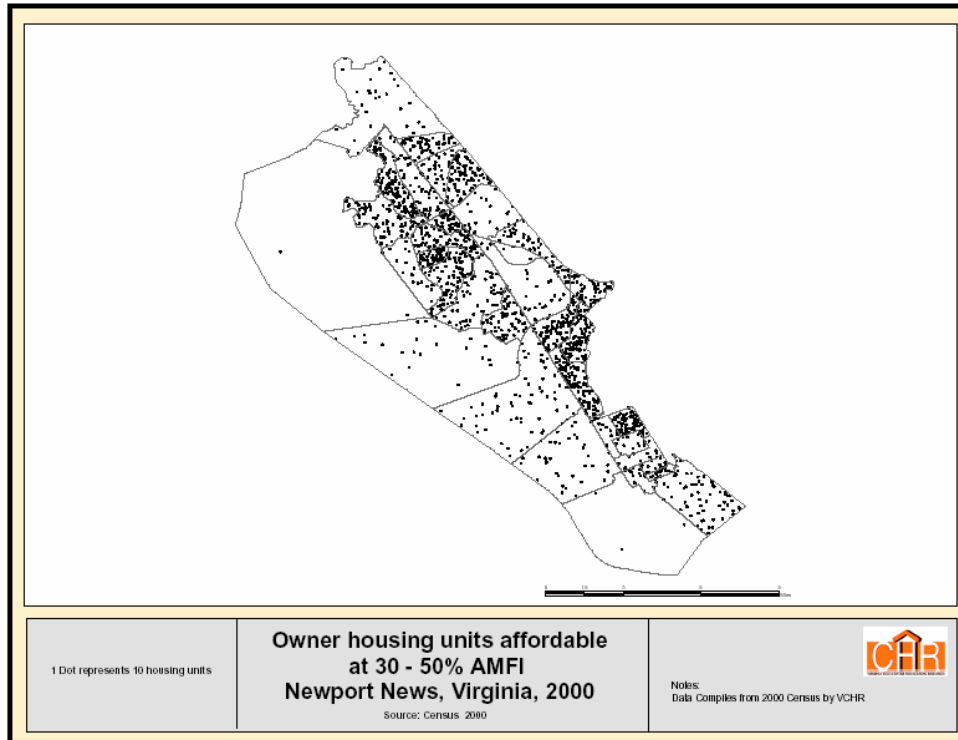 1 Dot represents 10 housing units
Owner housing units affordable
at 30 - 50% AMFI
Newport News, Virginia, 2000
Source: Census 2000
CHR
Notes:
Data Compiles from 2000 Census by VCHR